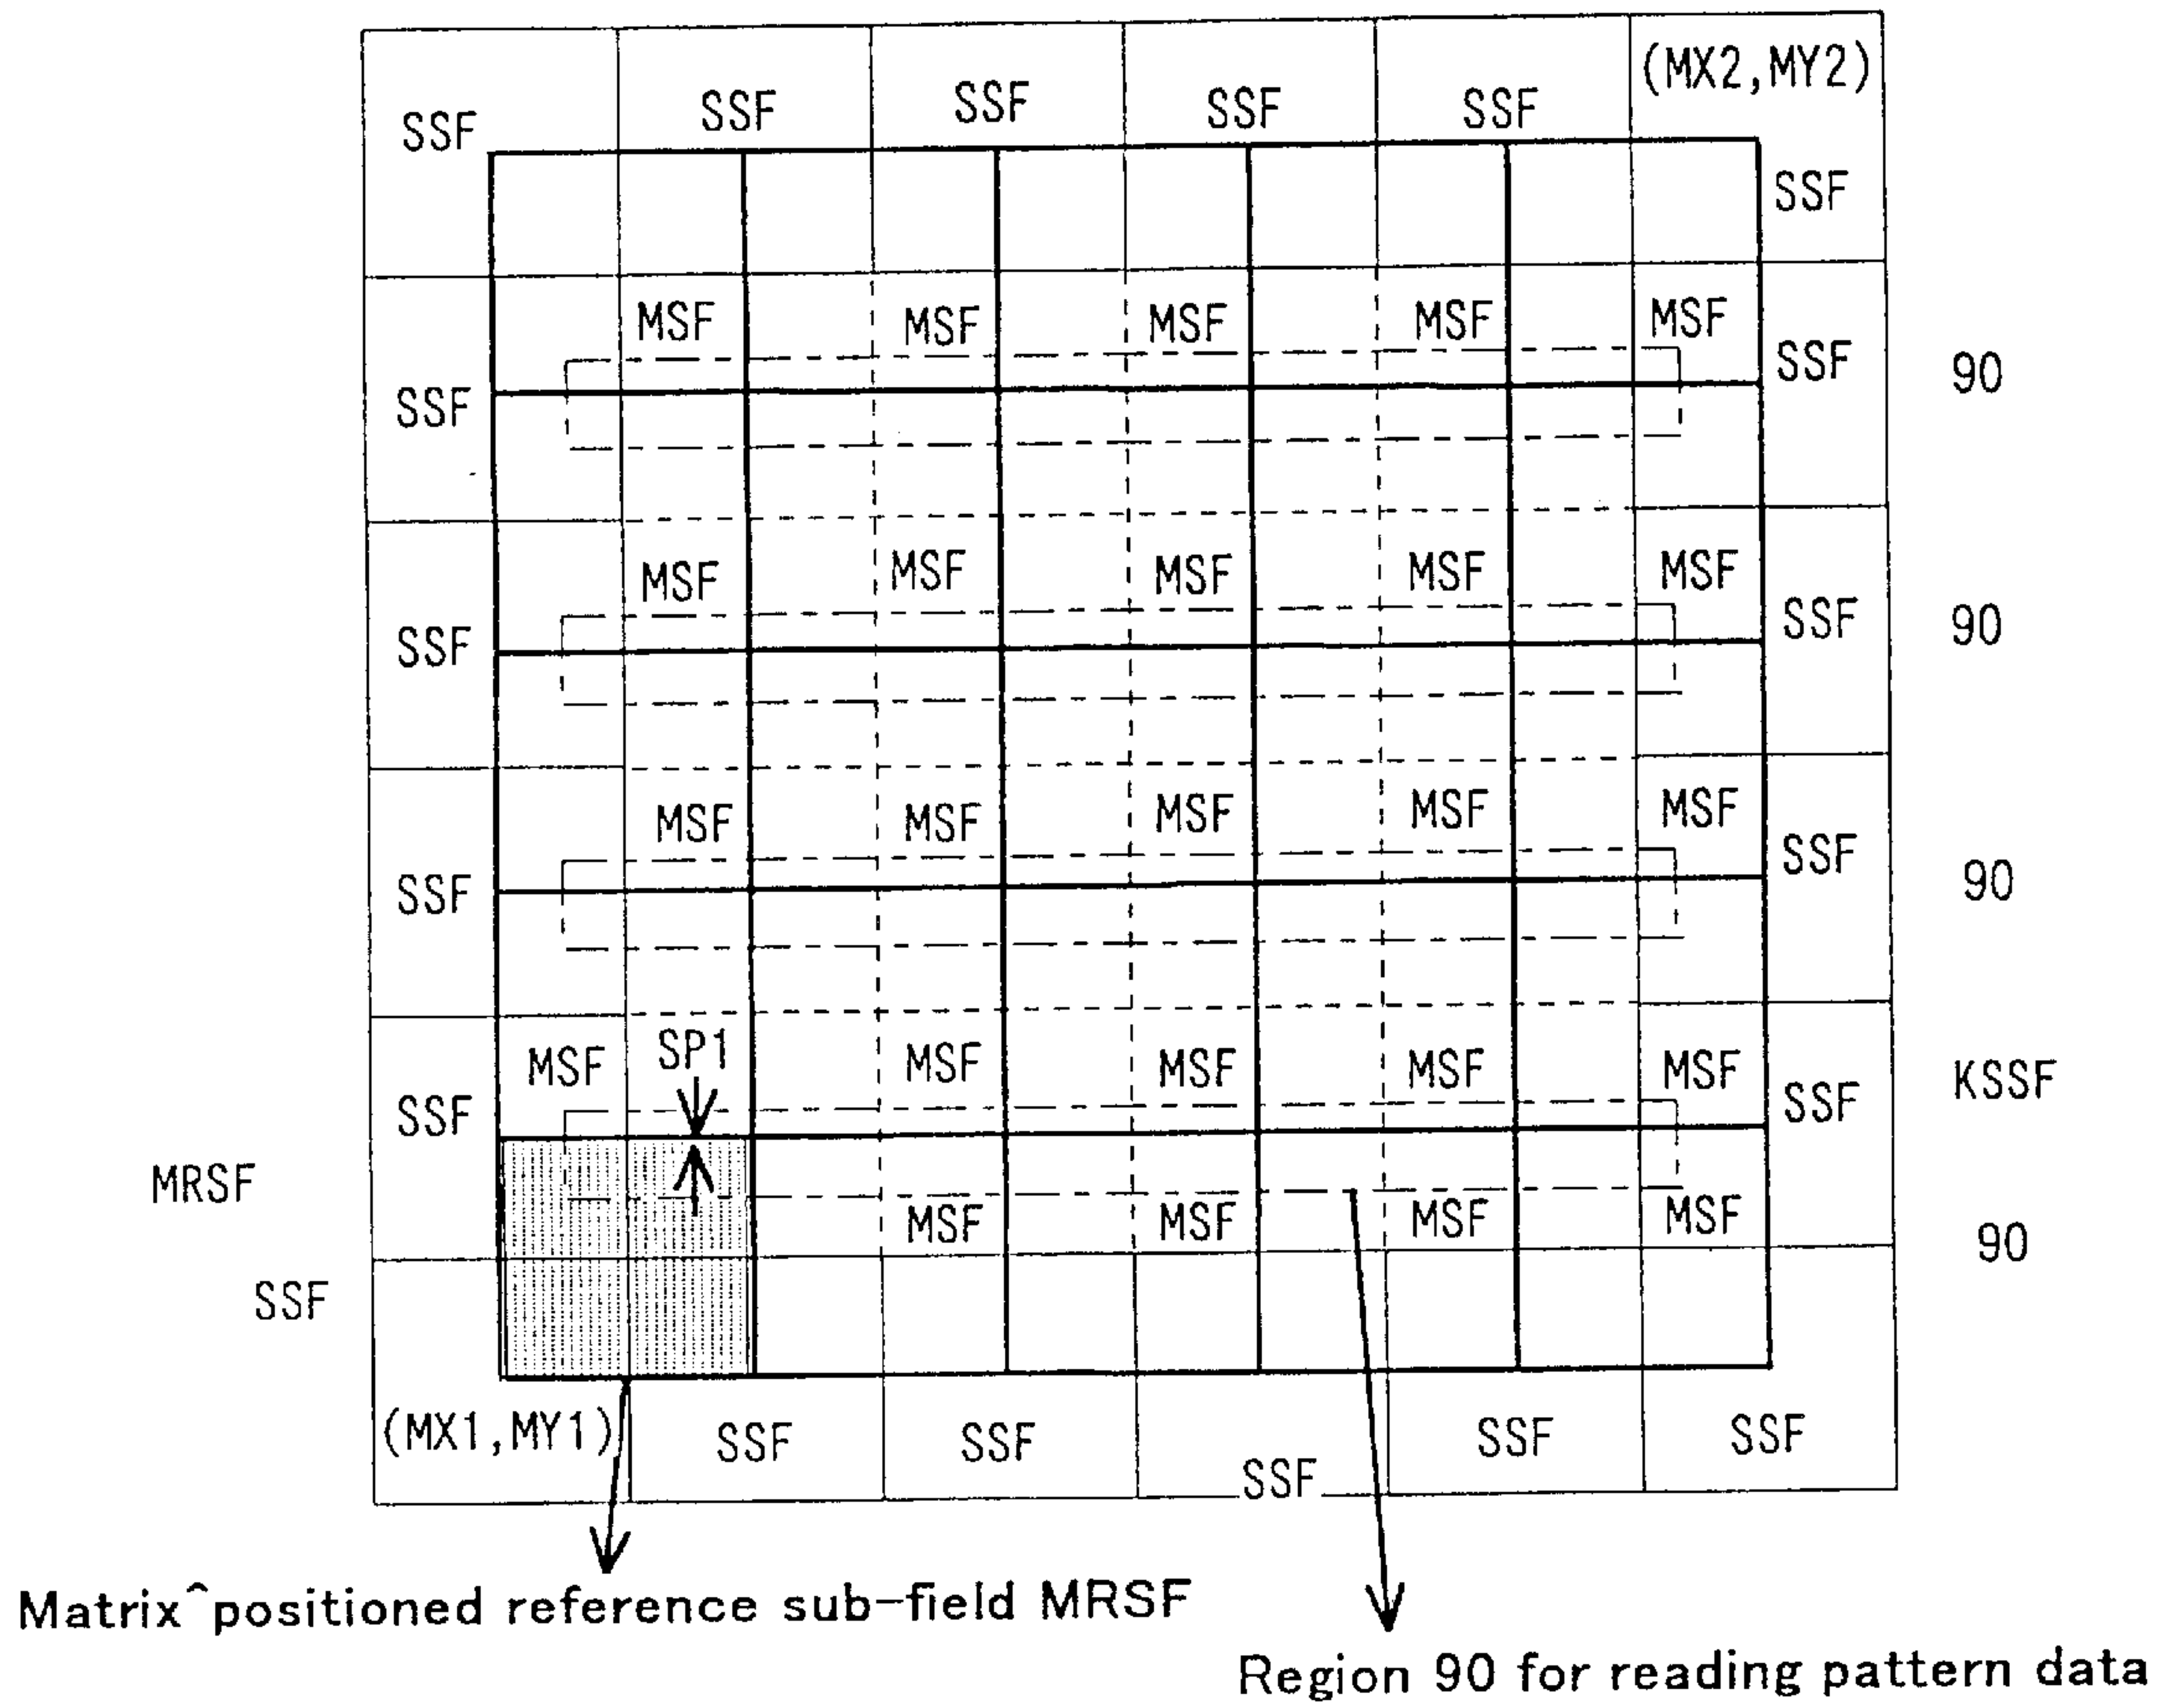 (MX2,MY2)
SSF SSF SSF SSF SSF
SSF
MSF MSF MSF MSF MSF
SSF SSF 90
MSF MSF MSF MSF MSF
SSF SSF 90
MSF MSF MSF MSF MSF
SSF SSF 90
MSF SP1 MSF MSF MSF MSF KSSF
SSF SSF
MRSF MSF MSF MSF MSF 90
SSF
(MX1,MY1) SSF SSF SSF SSF SSF
Matrix^positioned reference sub-field MRSF
Region 90 for reading pattern data